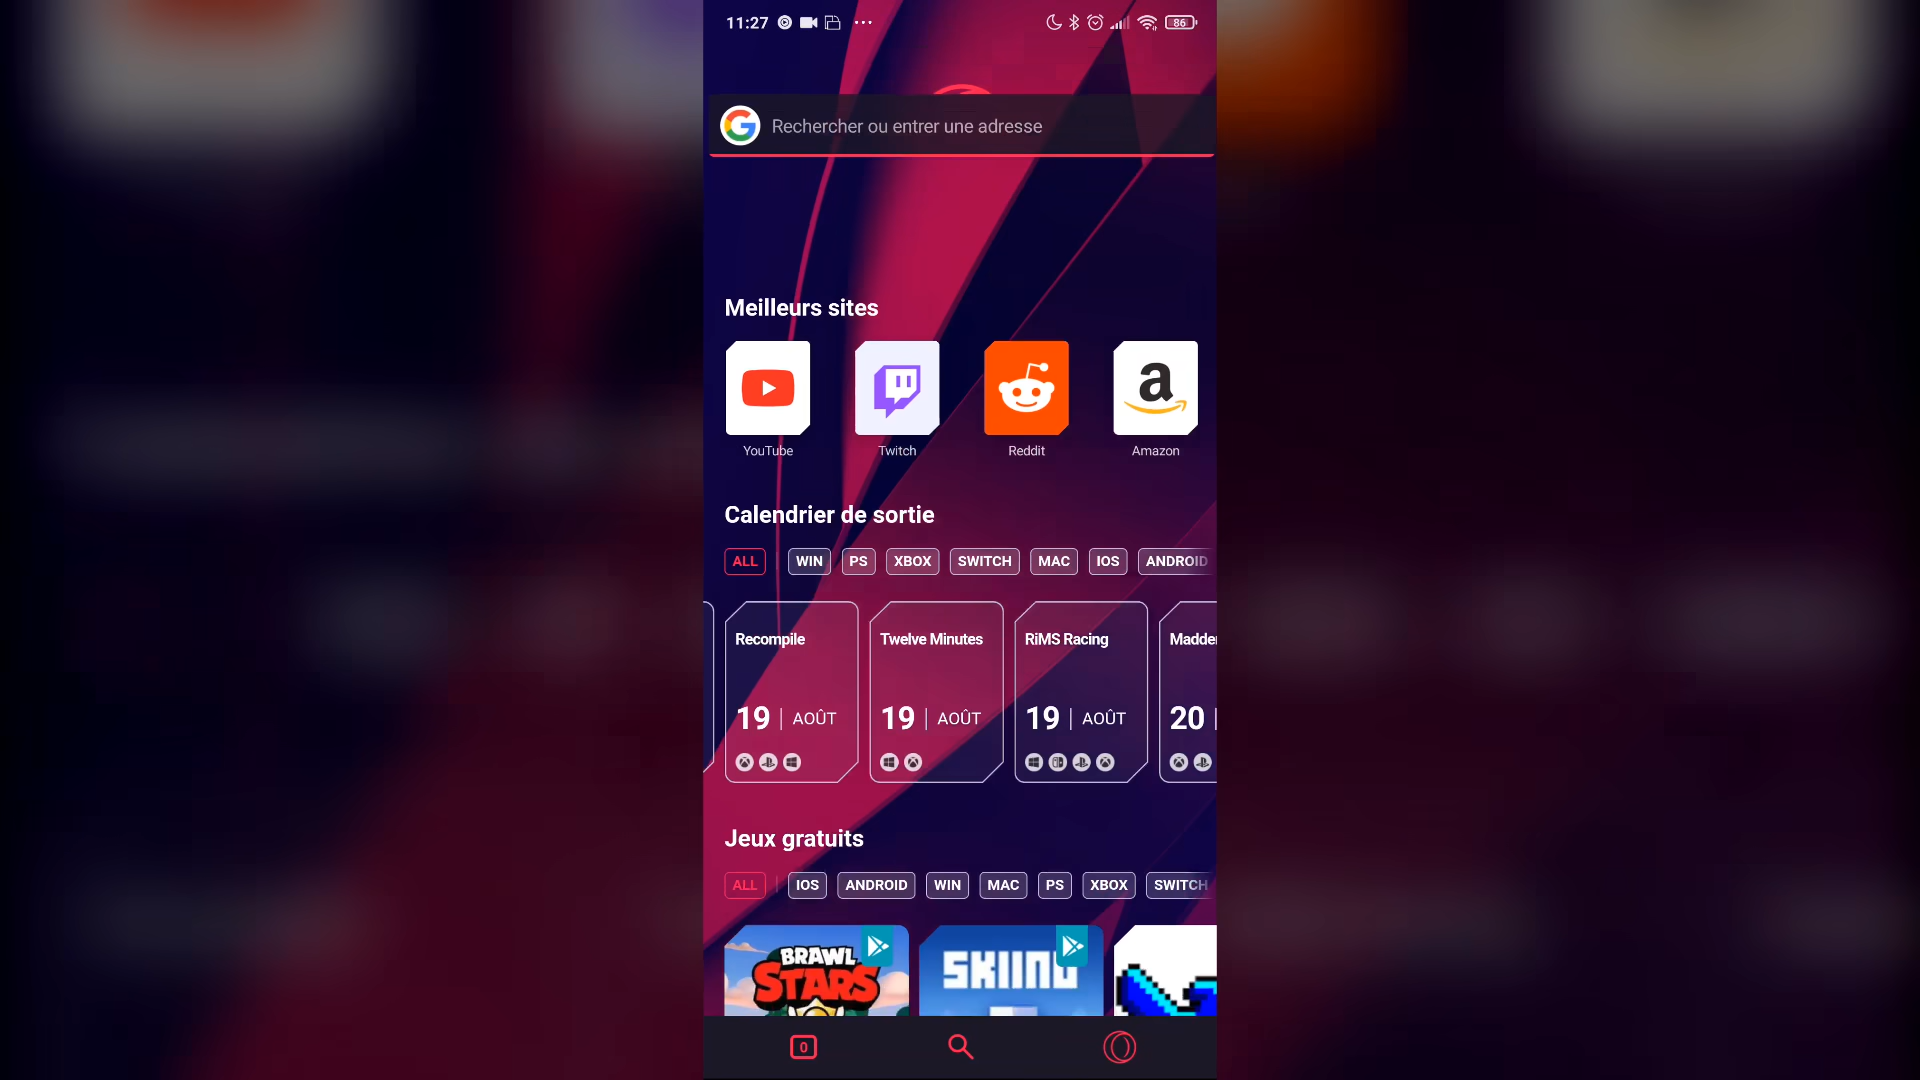 11:27
86
Rechercher ou entrer une adresse
Meilleurs sites
YouTube
Twitch
Reddit
Amazon
Calendrier de sortie
ALL
WIN
PS
XBOX
SWITCH
MAC
IOS
ANDROID
Recompile
19 | AOÛT
Twelve Minutes
19 | AOÛT
RiMS Racing
19 | AOÛT
Madden
20
Jeux gratuits
ALL
IOS
ANDROID
WIN
MAC
PS
XBOX
SWITCH
BRAWL
STARS
0